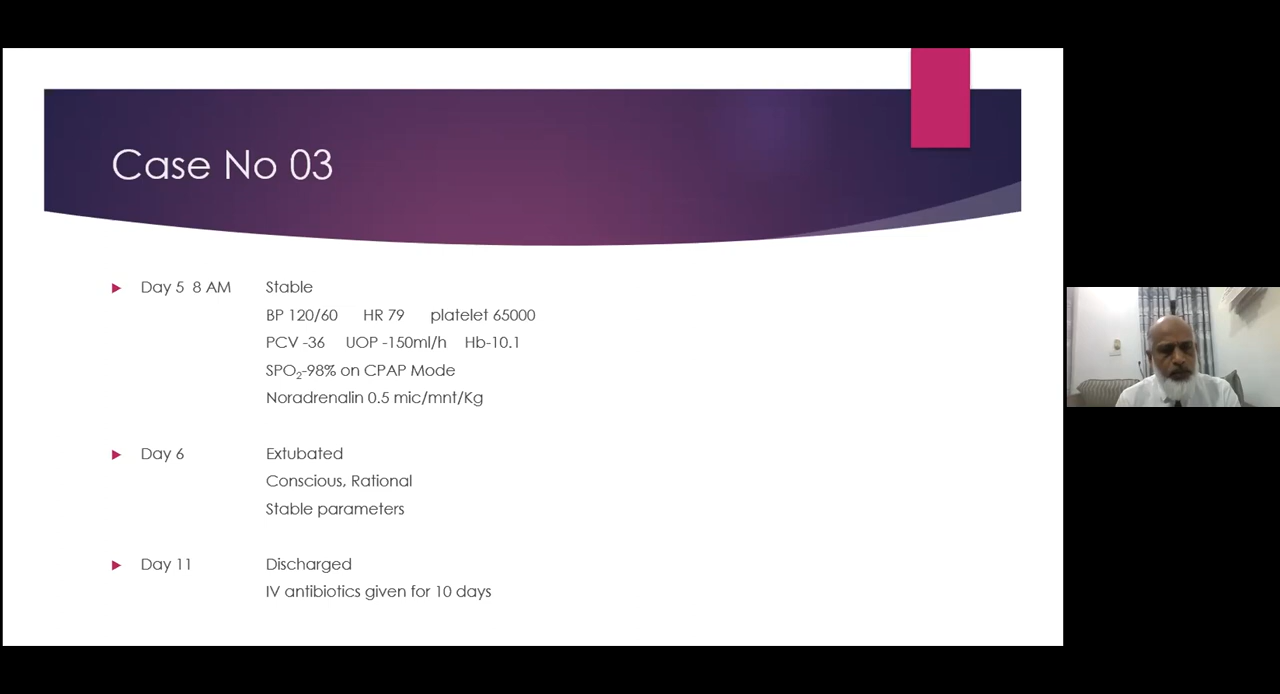 Case No 03
Day 5 8 AM Stable
BP 120/60 HR 79 platelet 65000
PCV -36 UOP -150ml/h Hb-10.1
SPO2-98% on CPAP Mode
Noradrenalin 0.5 mic/mnt/Kg
Day 6 Extubated
Conscious, Rational
Stable parameters
Day 11 Discharged
IV antibiotics given for 10 days